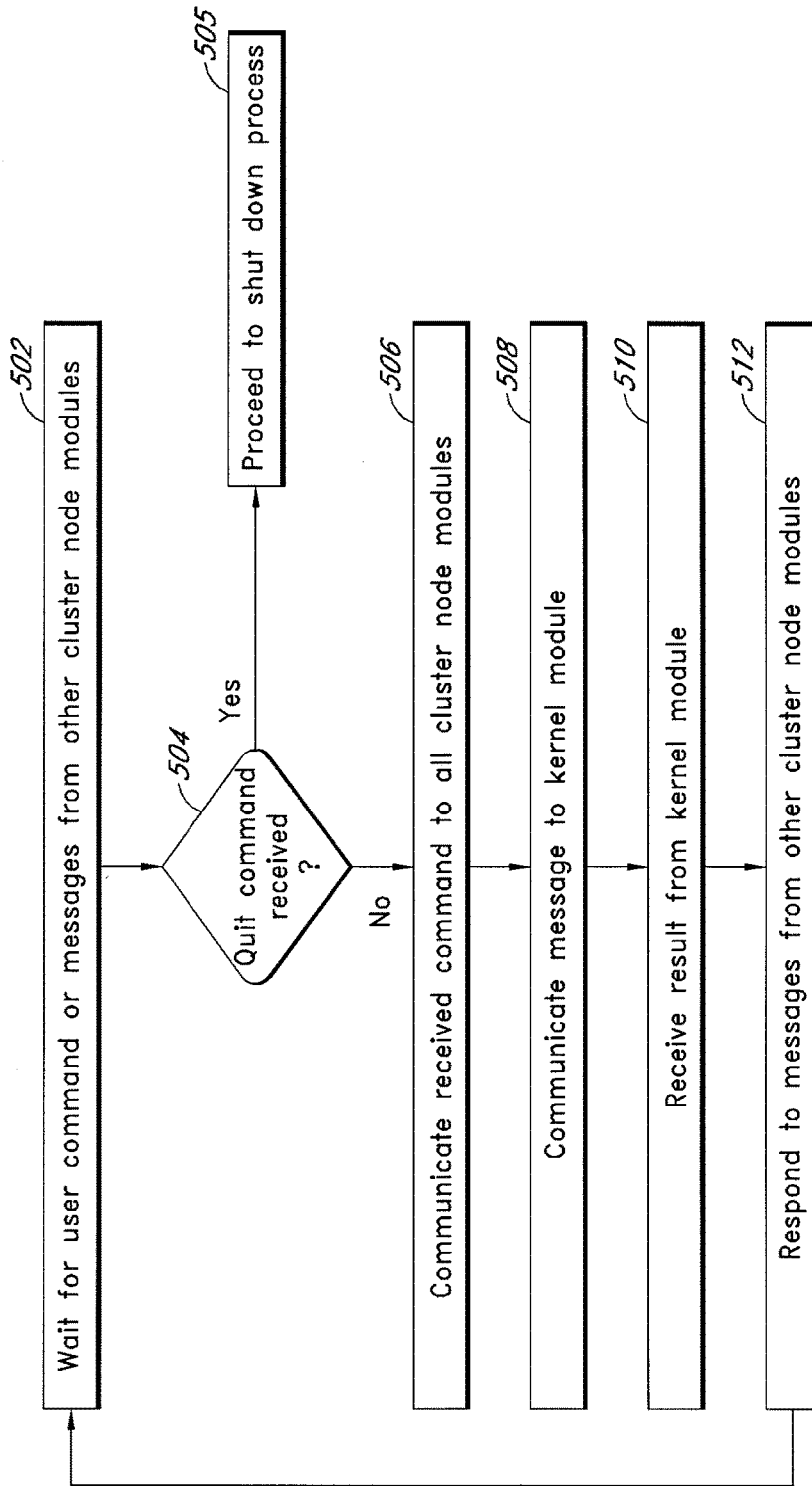 502
Wait for user command or messages from other cluster node modules
504
Quit command
received
?
Yes
505
Proceed to shut down process
No
506
Communicate received command to all cluster node modules
508
Communicate message to kernel module
510
Receive result from kernel module
512
Respond to messages from other cluster node modules